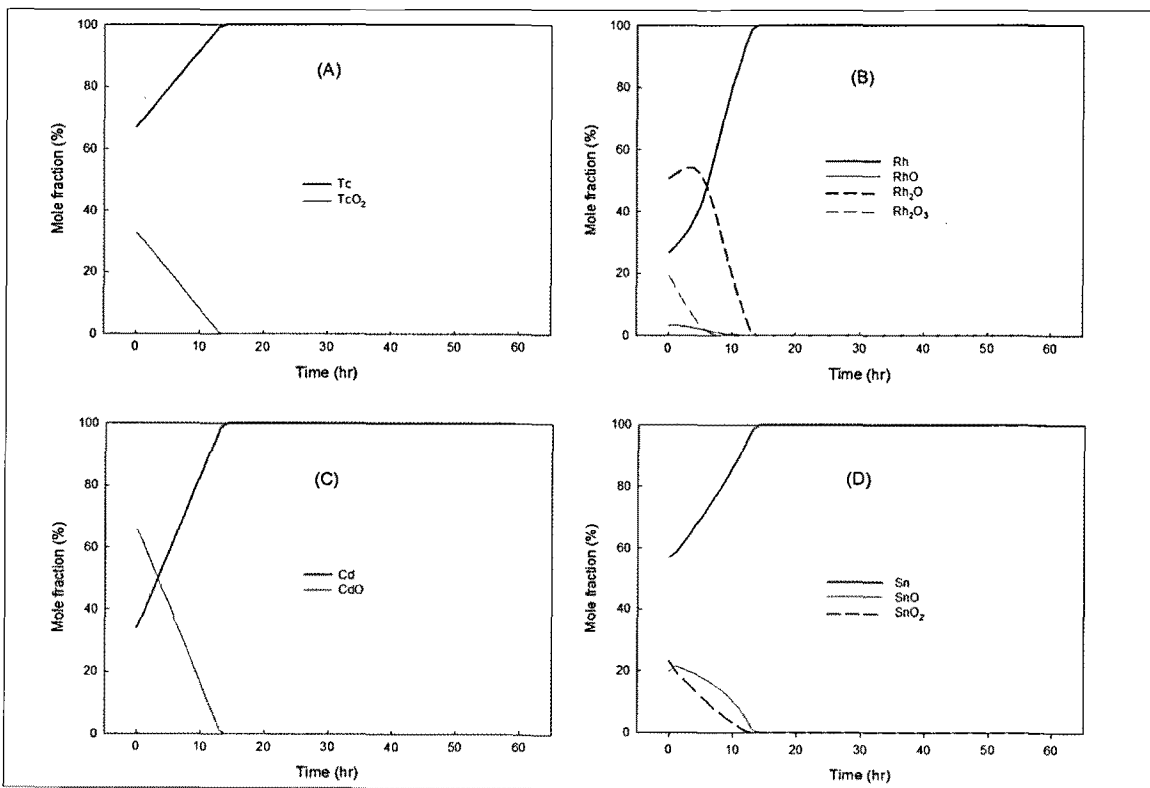 (A)
Mole fraction (%)
100
80
60
40
20
0
Tc
TcO₂
0 10 20 30 40 50 60
Time (hr)
(B)
Mole fraction (%)
100
80
60
40
20
0
Rh
RhO
Rh₂O
Rh₂O₃
0 10 20 30 40 50 60
Time (hr)
(C)
Mole fraction (%)
100
80
60
40
20
0
Cd
CdO
0 10 20 30 40 50 60
Time (hr)
(D)
Mole fraction (%)
100
80
60
40
20
0
Sn
SnO
SnO₂
0 10 20 30 40 50 60
Time (hr)